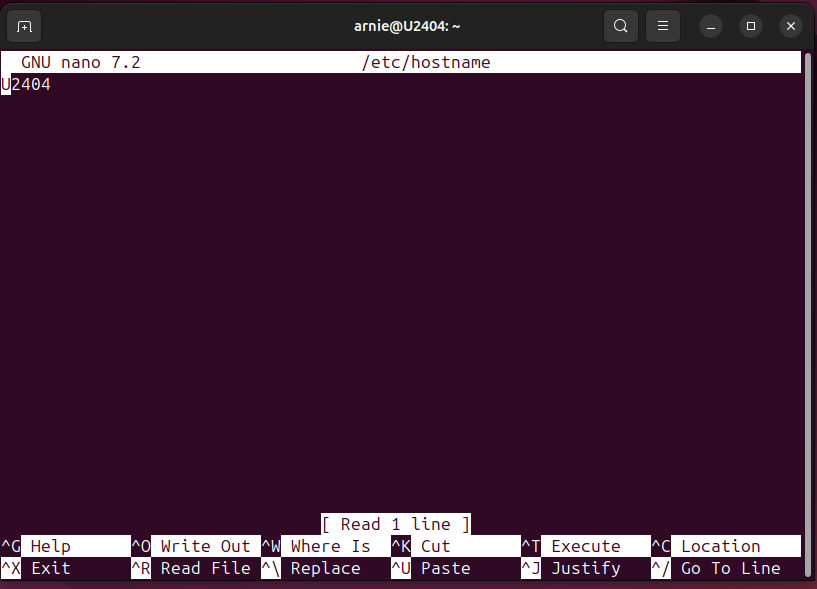 arnie@U2404: ~
GNU nano 7.2 /etc/hostname
U2404
[ Read 1 line ]
^G Help ^O Write Out ^W Where Is ^K Cut ^T Execute ^C Location
^X Exit ^R Read File ^\ Replace ^U Paste ^J Justify ^/ Go To Line